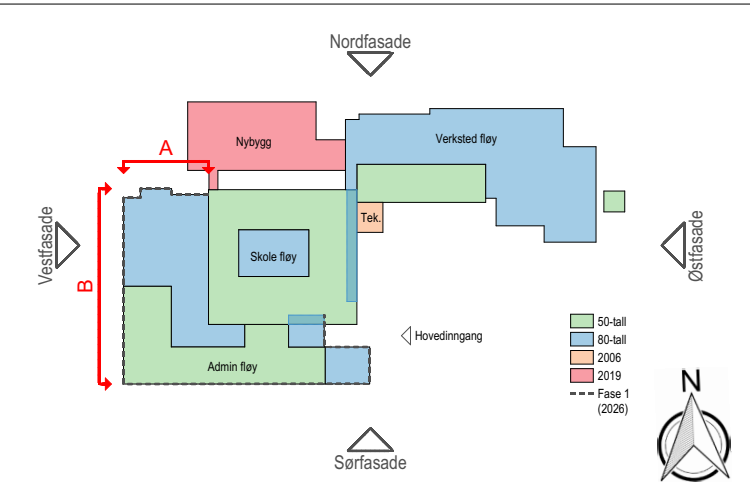 Nordfasade
A
Nybygg
Verksted fløy
Tek.
Vestfasade
B
Skole fløy
Østfasade
Hovedinngang
Admin fløy
50-tall
80-tall
2006
2019
Fase 1
(2026)
N
Sørfasade